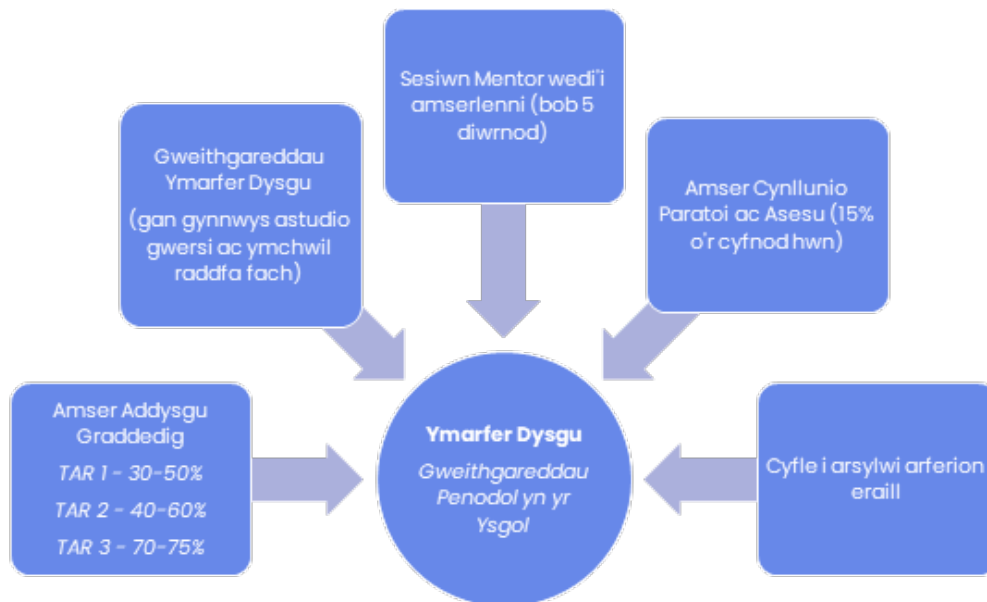 Sesiwn Mentor wedi'i
amserlenni (bob 5
diwrnod)
Gweithgareddau
Ymarfer Dysgu
(gan gynnwys astudio
gwersi ac ymchwil
raddfa fach)
Amser Cynllunio
Paratoi ac Asesu (15%
o'r cyfnod hwn)
Amser Addysgu
Graddedig
TAR 1 - 30-50%
TAR 2 - 40-60%
TAR 3 - 70-75%
Ymarfer Dysgu
Gweithgareddau
Penodol yn yr
Ysgol
Cyfle i arsylwi arferion
eraill